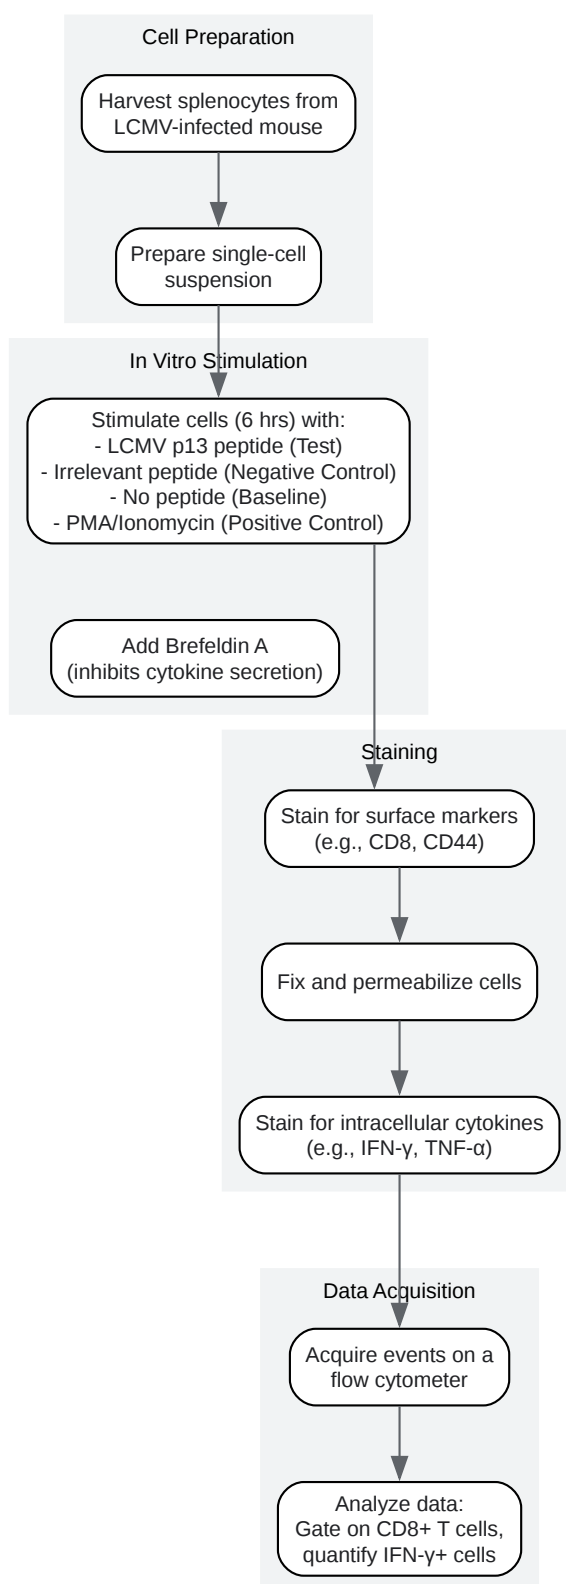 Cell Preparation
Harvest splenocytes from
LCMV-infected mouse
Prepare single-cell
suspension
In Vitro Stimulation
Stimulate cells (6 hrs) with:
- LCMV p13 peptide (Test)
- Irrelevant peptide (Negative Control)
- No peptide (Baseline)
- PMA/Ionomycin (Positive Control)
Add Brefeldin A
(inhibits cytokine secretion)
Staining
Stain for surface markers
(e.g., CD8, CD44)
Fix and permeabilize cells
Stain for intracellular cytokines
(e.g., IFN-γ, TNF-α)
Data Acquisition
Acquire events on a
flow cytometer
Analyze data:
Gate on CD8+ T cells,
quantify IFN-γ+ cells